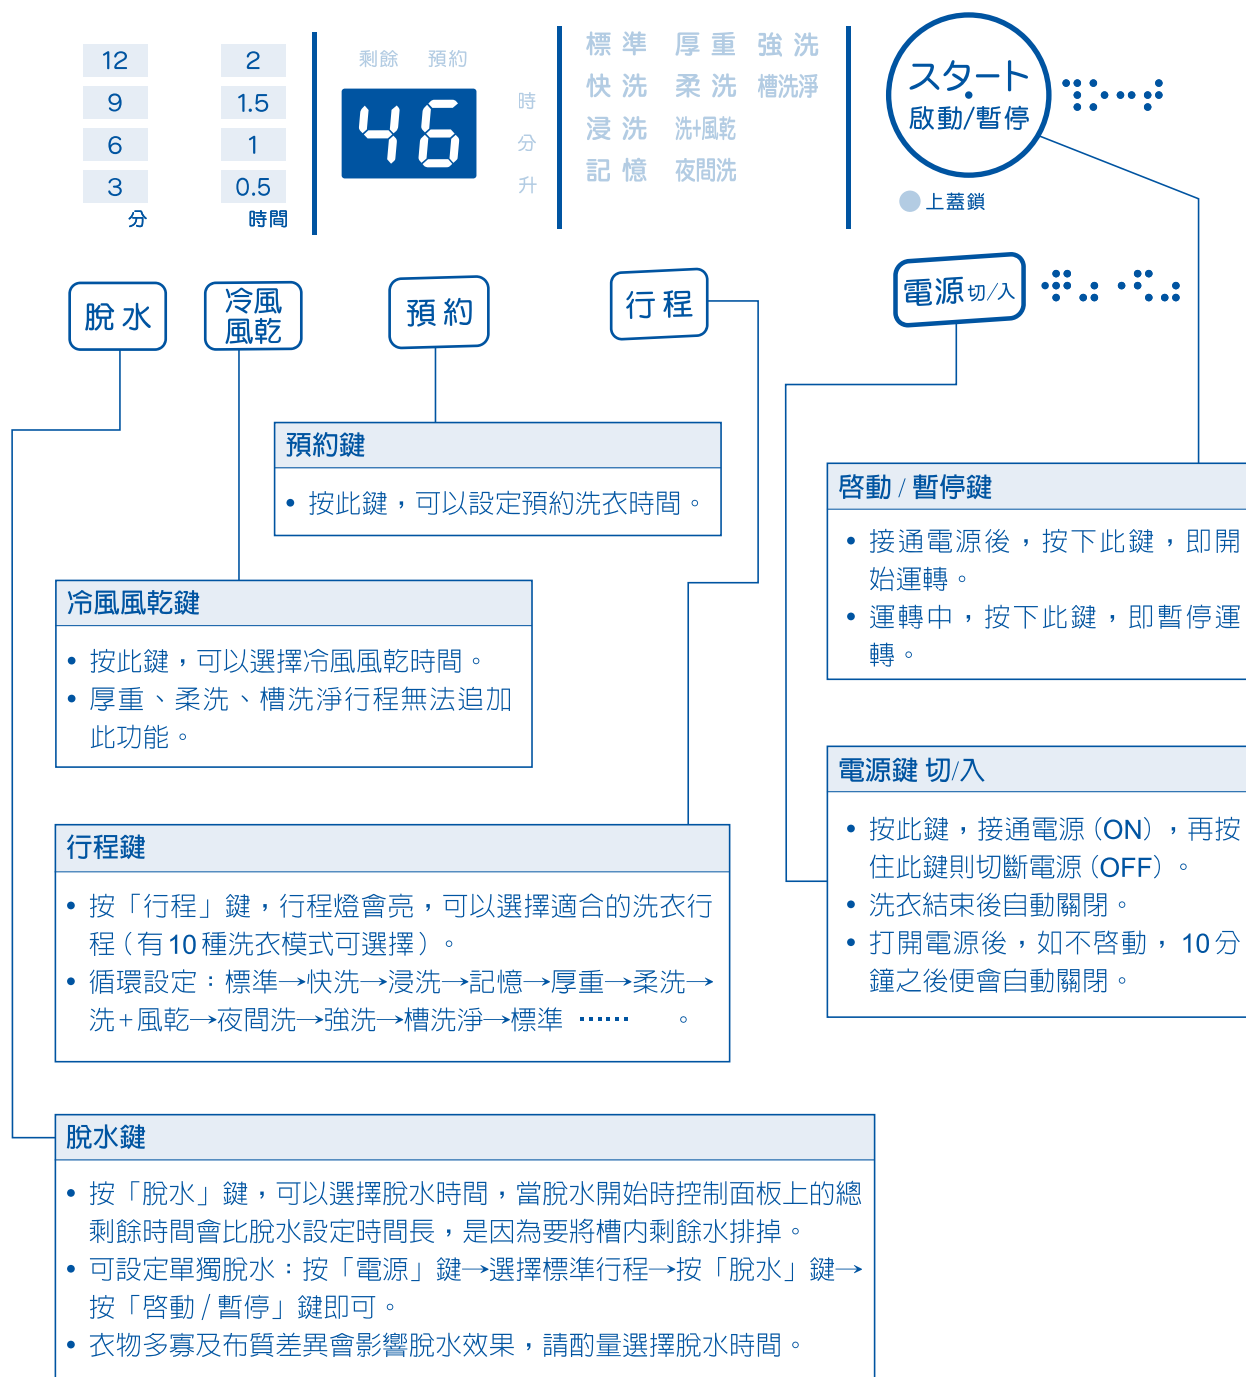 12
9
6
3
分
2
1.5
1
0.5
時間
剩餘 預約
46
時
分
升
標準 厚重 強洗
快洗 柔洗 槽洗淨
浸洗 洗+風乾
記憶 夜間洗
スタート
啟動/暫停
上蓋鎖
脫水
冷風
風乾
預約
行程
電源切/入
預約鍵
• 按此鍵，可以設定預約洗衣時間。
啓動 / 暫停鍵
• 接通電源後，按下此鍵，即開
始運轉。
• 運轉中，按下此鍵，即暫停運
轉。
冷風風乾鍵
• 按此鍵，可以選擇冷風風乾時間。
• 厚重、柔洗、槽洗淨行程無法追加
此功能。
電源鍵 切/入
• 按此鍵，接通電源（ON），再按
住此鍵則切斷電源（OFF）。
• 洗衣結束後自動關閉。
• 打開電源後，如不啓動，10分
鐘之後便會自動關閉。
行程鍵
• 按「行程」鍵，行程燈會亮，可以選擇適合的洗衣行
程（有10種洗衣模式可選擇）。
• 循環設定：標準→快洗→浸洗→記憶→厚重→柔洗→
洗+風乾→夜間洗→強洗→槽洗淨→標準 …… 。
脫水鍵
• 按「脫水」鍵，可以選擇脫水時間，當脫水開始時控制面板上的總
剩餘時間會比脫水設定時間長，是因為要將槽內剩餘水排掉。
• 可設定單獨脫水：按「電源」鍵→選擇標準行程→按「脫水」鍵→
按「啓動 / 暫停」鍵即可。
• 衣物多寡及布質差異會影響脫水效果，請酌量選擇脫水時間。